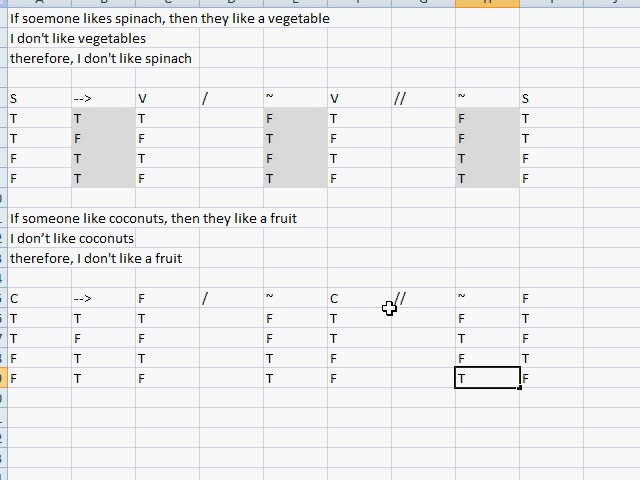 If soemone likes spinach, then they like a vegetable
I don't like vegetables
therefore, I don't like spinach
S --> V / ~ V // ~ S
T T T F T F T
T F F T F F T
F T T F T T F
F T F T F T F
If someone like coconuts, then they like a fruit
I don’t like coconuts
therefore, I don't like a fruit
C --> F / ~ C // ~ F
T T T F T F T
T F F F T T F
F T T T F F T
F T F T F T F